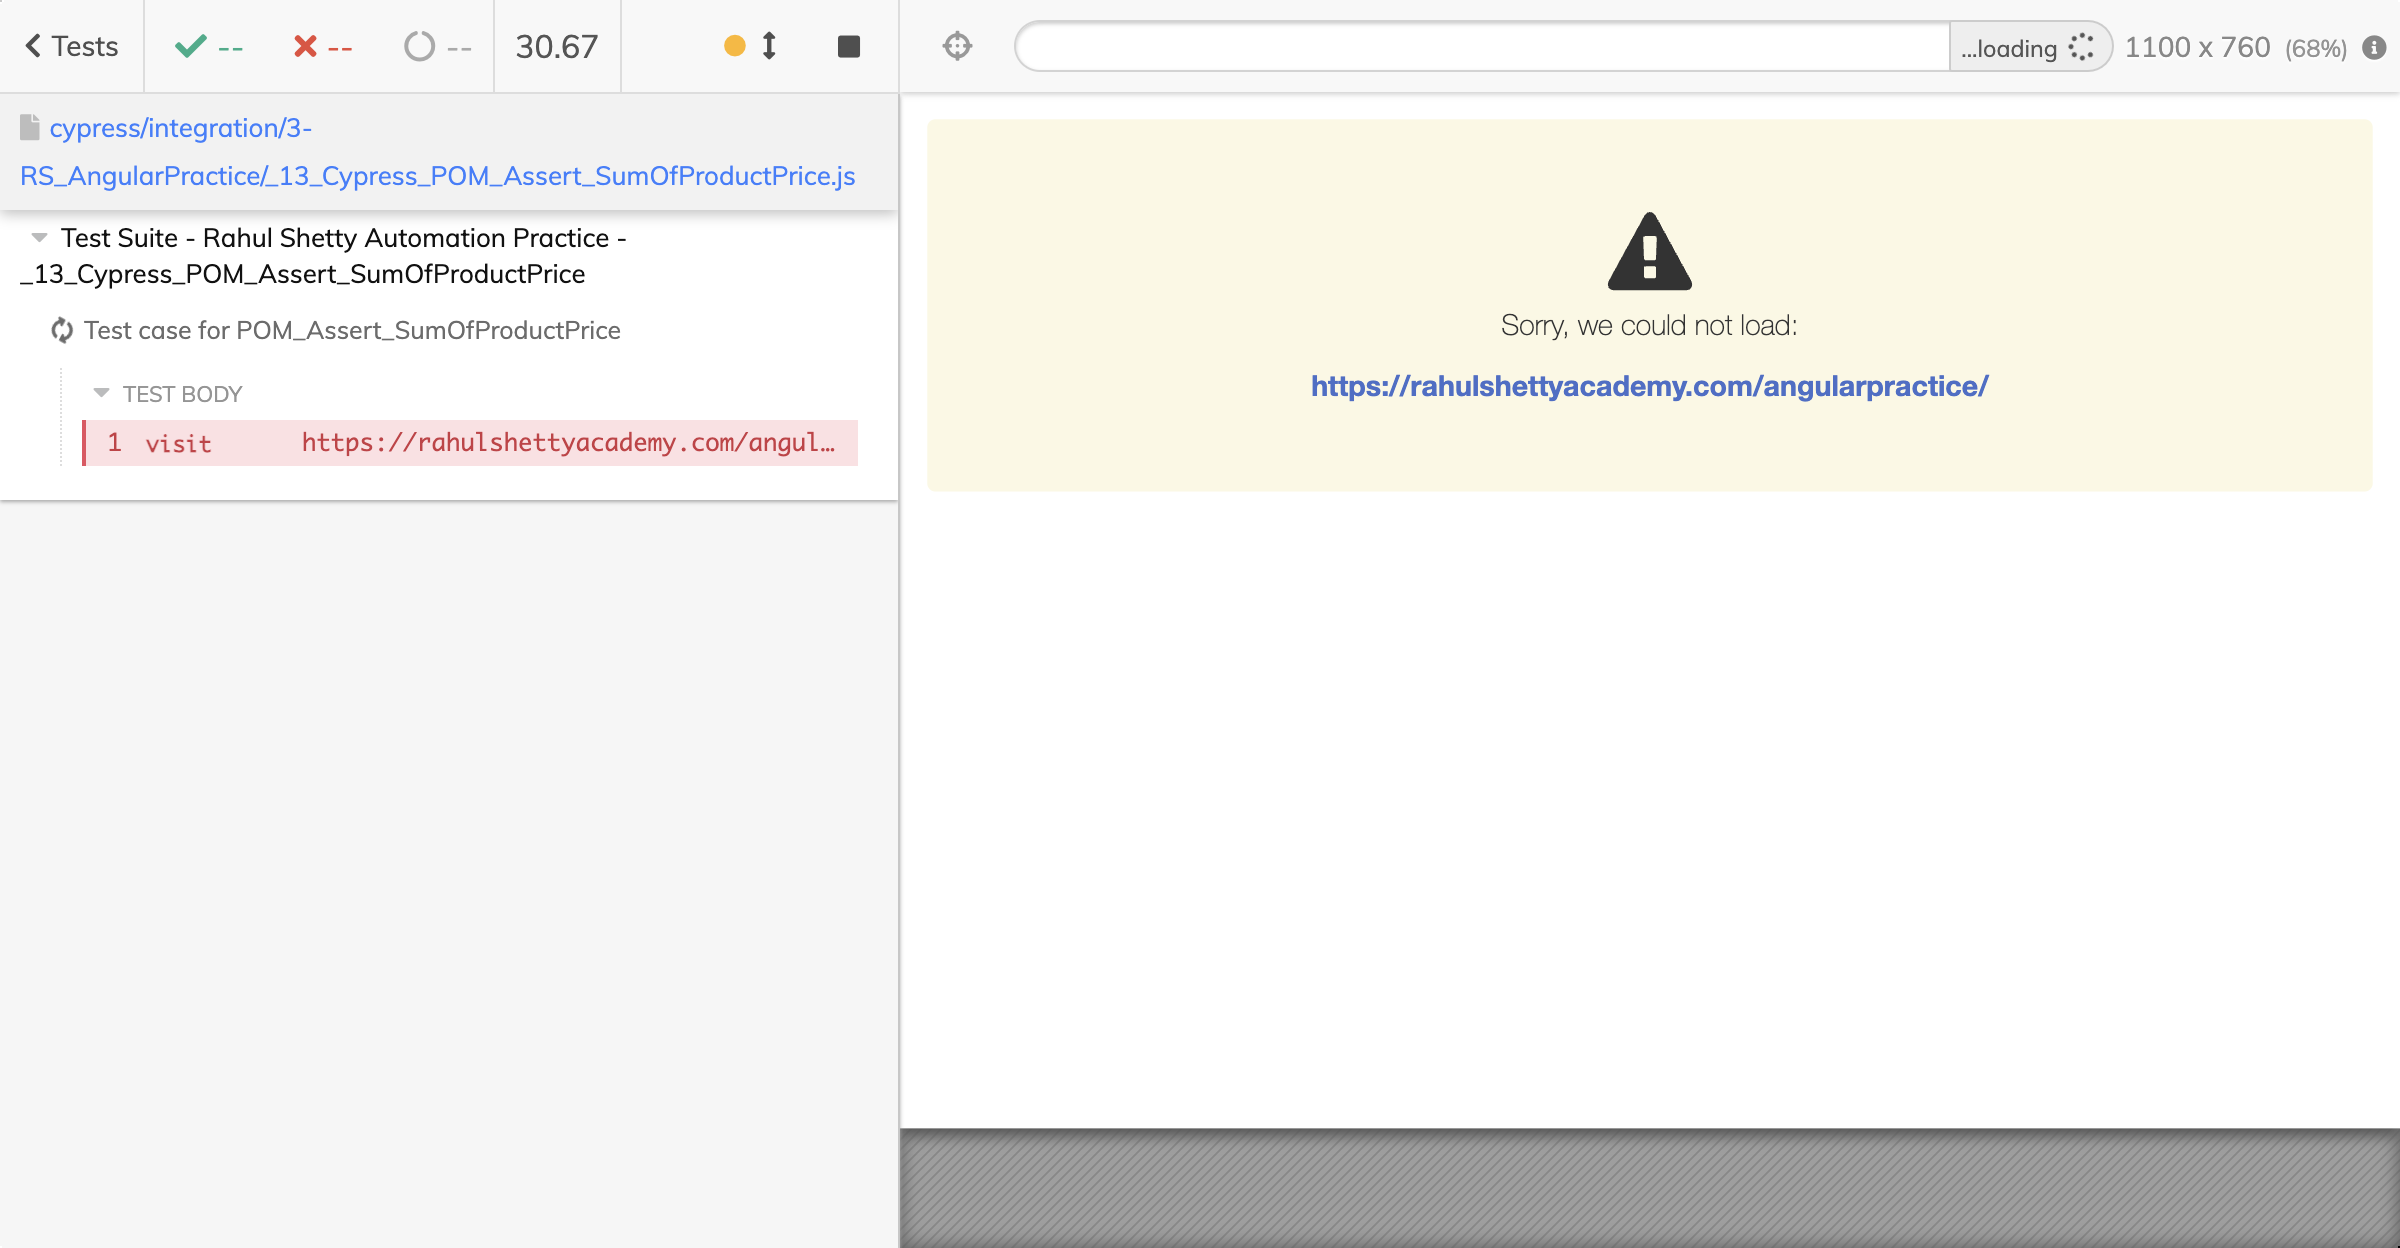 Tests
--
--
--
30.67
...loading
1100 x 760 (68%)
cypress/integration/3-
RS_AngularPractice/_13_Cypress_POM_Assert_SumOfProductPrice.js
Test Suite - Rahul Shetty Automation Practice -
_13_Cypress_POM_Assert_SumOfProductPrice
Test case for POM_Assert_SumOfProductPrice
TEST BODY
1 visit https://rahulshettyacademy.com/angul…
Sorry, we could not load:
https://rahulshettyacademy.com/angularpractice/